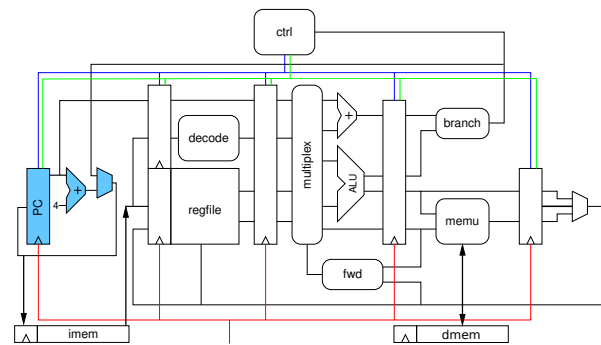 ctrl
decode
multiplex
+
branch
PC
4
+
regfile
ALU
memu
fwd
imem
dmem